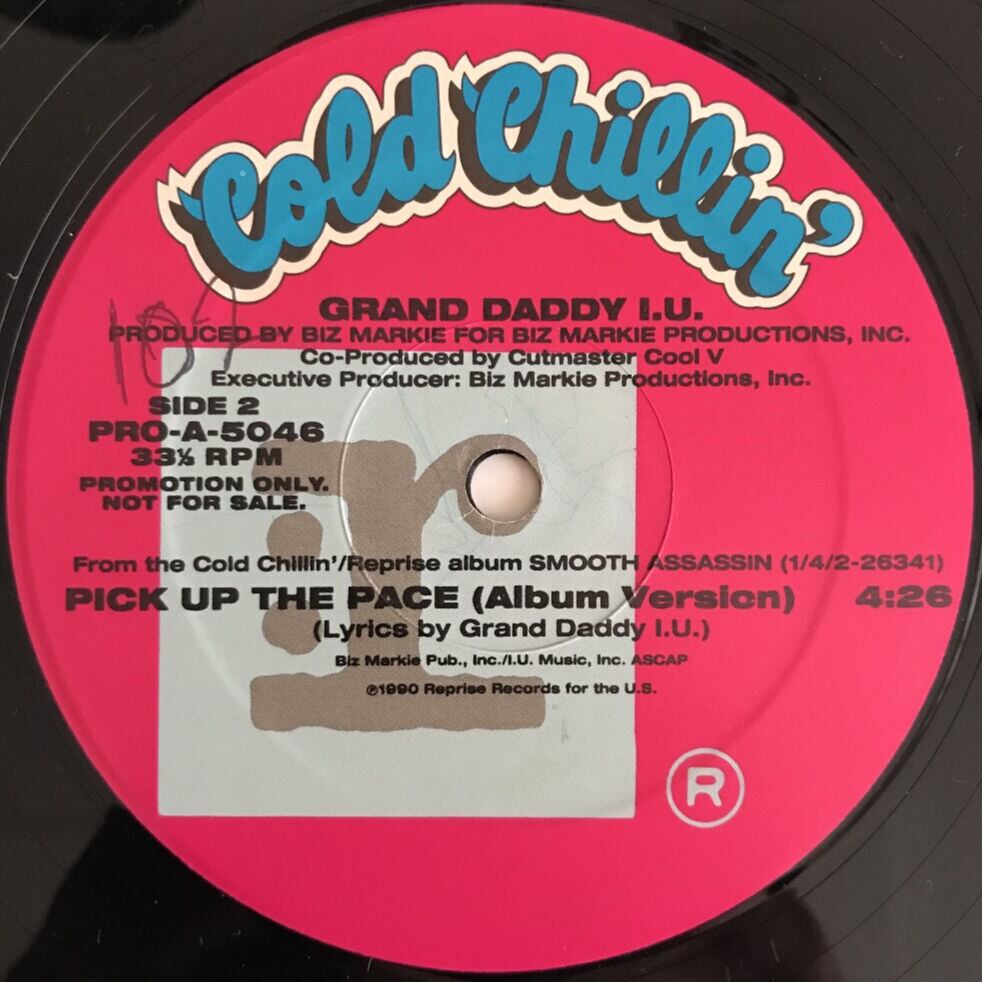 Cold Chillin'
GRAND DADDY I.U.
PRODUCED BY BIZ MARKIE FOR BIZ MARKIE PRODUCTIONS, INC.
Co-Produced by Cutmaster Cool V
Executive Producer: Biz Markie Productions, Inc.
107
SIDE 2
PRO-A-5046
33⅓ RPM
PROMOTION ONLY.
NOT FOR SALE.
r
From the Cold Chillin'/Reprise album SMOOTH ASSASSIN (1/4/2-26341)
PICK UP THE PACE (Album Version) 4:26
(Lyrics by Grand Daddy I.U.)
Biz Markie Pub., Inc./I.U. Music, Inc. ASCAP
℗1990 Reprise Records for the U.S.
R